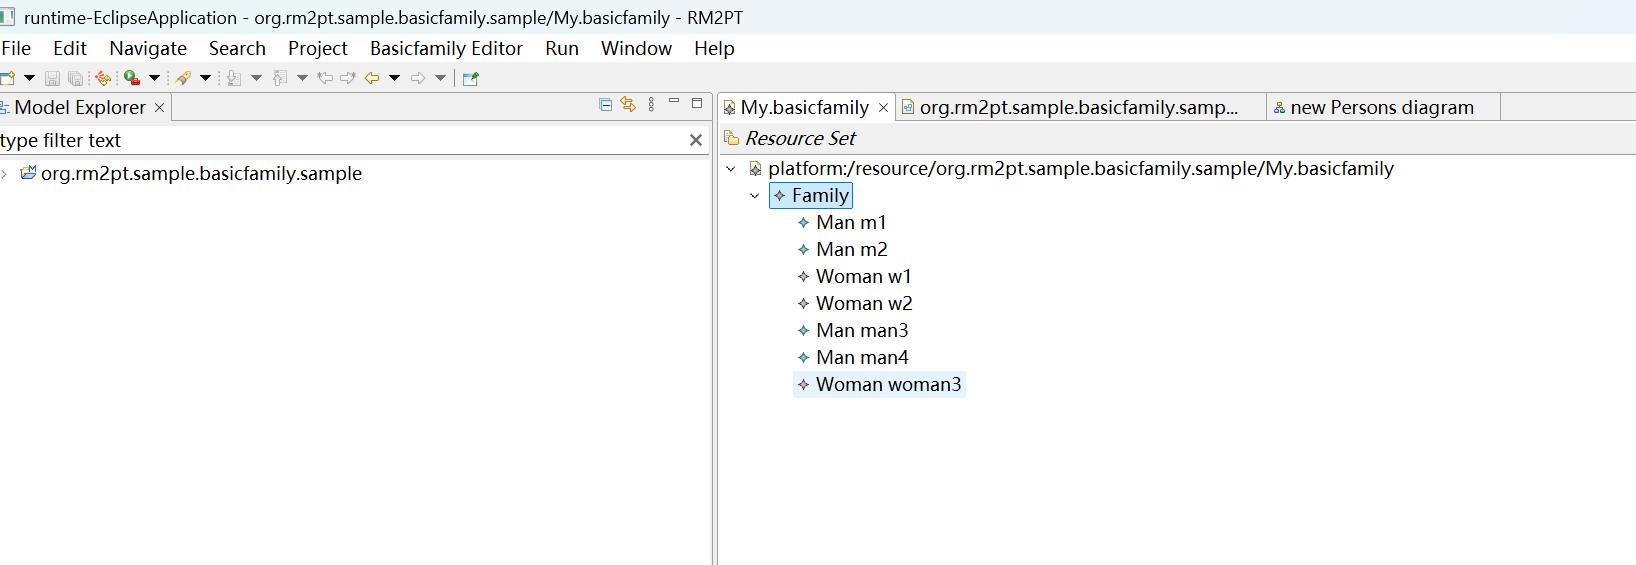 runtime-EclipseApplication - org.rm2pt.sample.basicfamily.sample/My.basicfamily - RM2PT
File Edit Navigate Search Project Basicfamily Editor Run Window Help
Model Explorer
type filter text
org.rm2pt.sample.basicfamily.sample
My.basicfamily org.rm2pt.sample.basicfamily.samp... new Persons diagram
Resource Set
platform:/resource/org.rm2pt.sample.basicfamily.sample/My.basicfamily
Family
Man m1
Man m2
Woman w1
Woman w2
Man man3
Man man4
Woman woman3